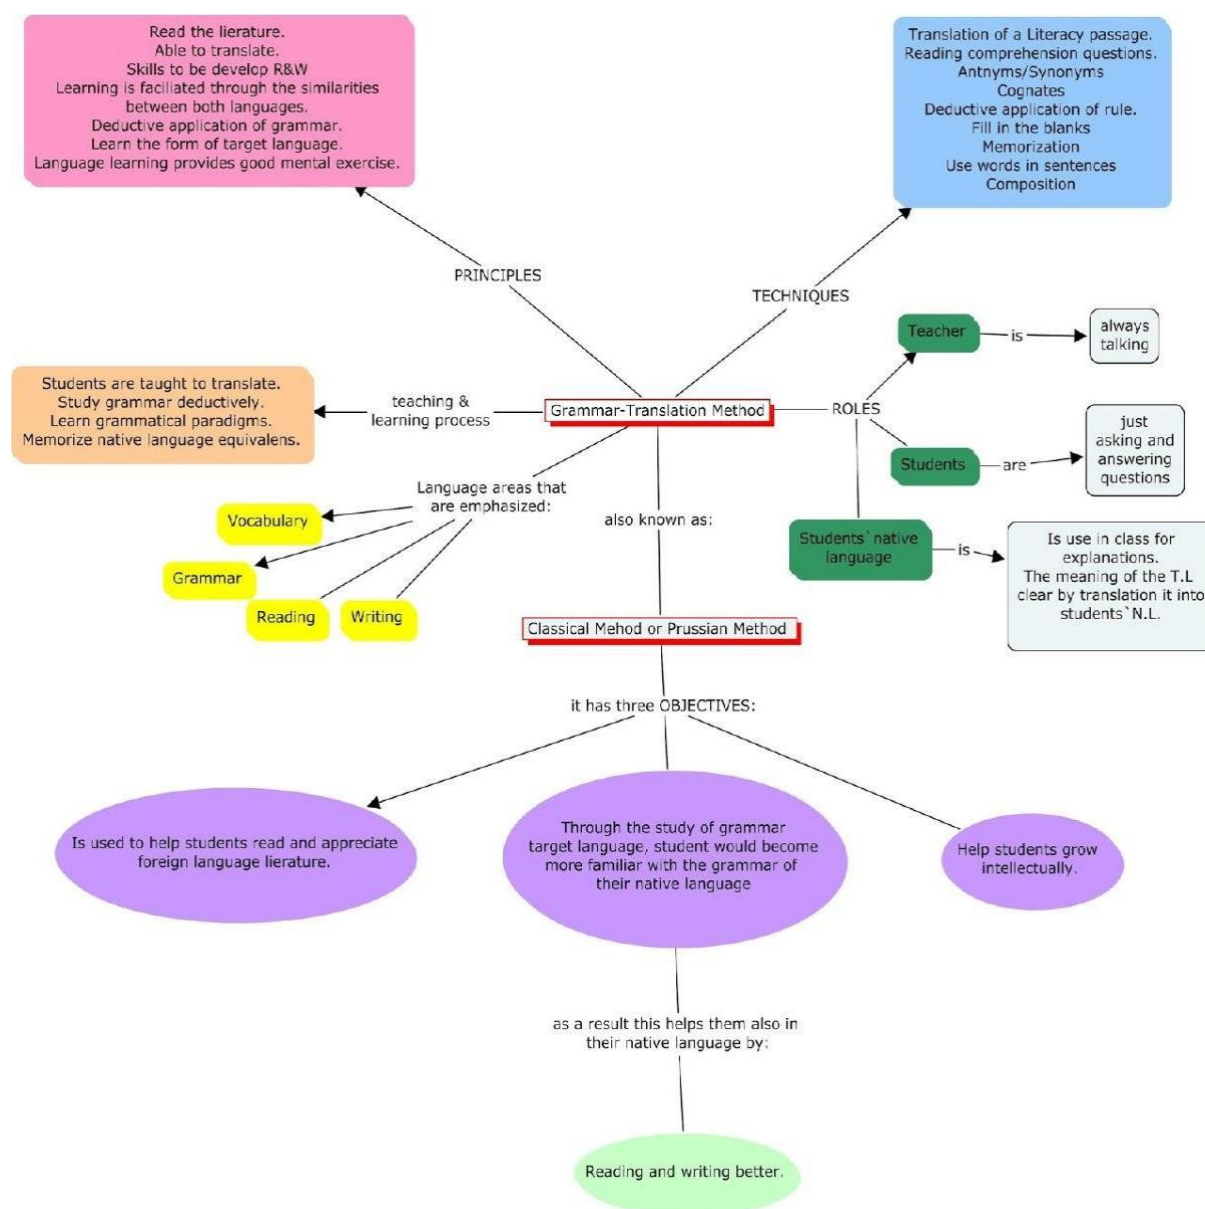 Read the lierature.
Able to translate.
Skills to be develop R&W
Learning is faciliated through the similarities
between both languages.
Deductive application of grammar.
Learn the form of target language.
Language learning provides good mental exercise.
Translation of a Literacy passage.
Reading comprehension questions.
Antnyms/Synonyms
Cognates
Deductive application of rule.
Fill in the blanks
Memorization
Use words in sentences
Composition
PRINCIPLES
TECHNIQUES
Teacher
is
always
talking
Students are taught to translate.
Study grammar deductively.
Learn grammatical paradigms.
Memorize native language equivalens.
teaching &
learning process
Grammar-Translation Method
ROLES
Students
are
just
asking and
answering
questions
Language areas that
are emphasized:
Vocabulary
Grammar
Reading
Writing
also known as:
Students`native
language
is
Is use in class for
explanations.
The meaning of the T.L
clear by translation it into
students`N.L.
Classical Mehod or Prussian Method
it has three OBJECTIVES:
Is used to help students read and appreciate
foreign language lierature.
Through the study of grammar
target language, student would become
more familiar with the grammar of
their native language
Help students grow
intellectually.
as a result this helps them also in
their native language by:
Reading and writing better.